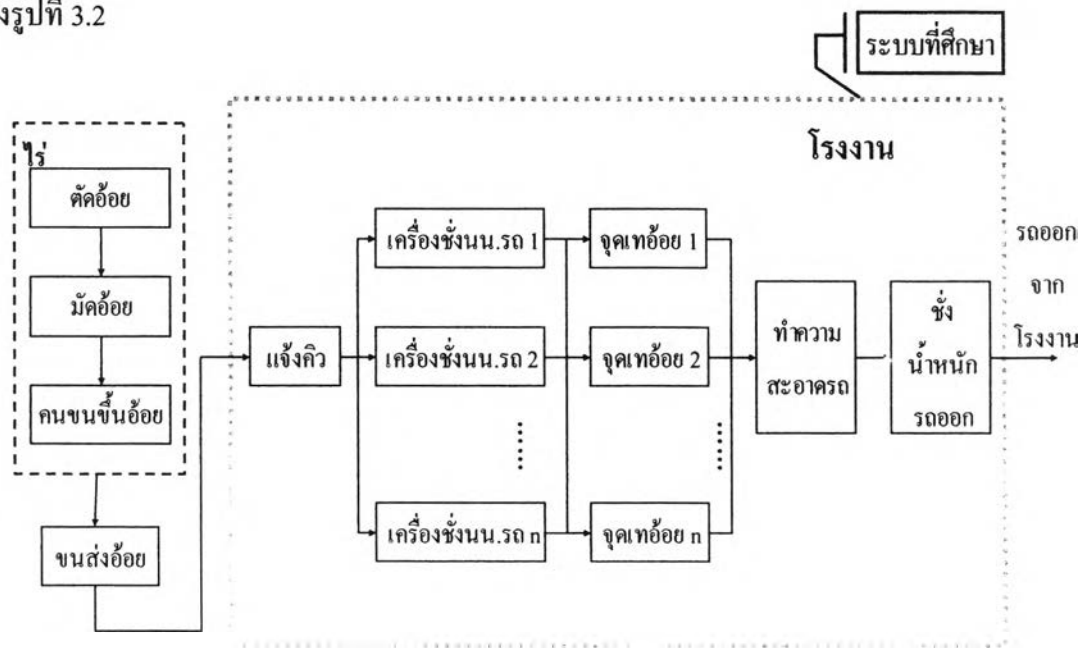 งรูปที่ 3.2
ระบบที่ศึกษา
โรงงาน
ไร่
ตัดอ้อย
มัดอ้อย
คนขนขึ้นอ้อย
ขนส่งอ้อย
แจ้งคิว
เครื่องชั่งนน.รถ 1
เครื่องชั่งนน.รถ 2
เครื่องชั่งนน.รถ n
จุดเทอ้อย 1
จุดเทอ้อย 2
จุดเทอ้อย n
ทำความ
สะอาดรถ
ชั่ง
น้ำหนัก
รถออก
รถออก
จาก
โรงงาน